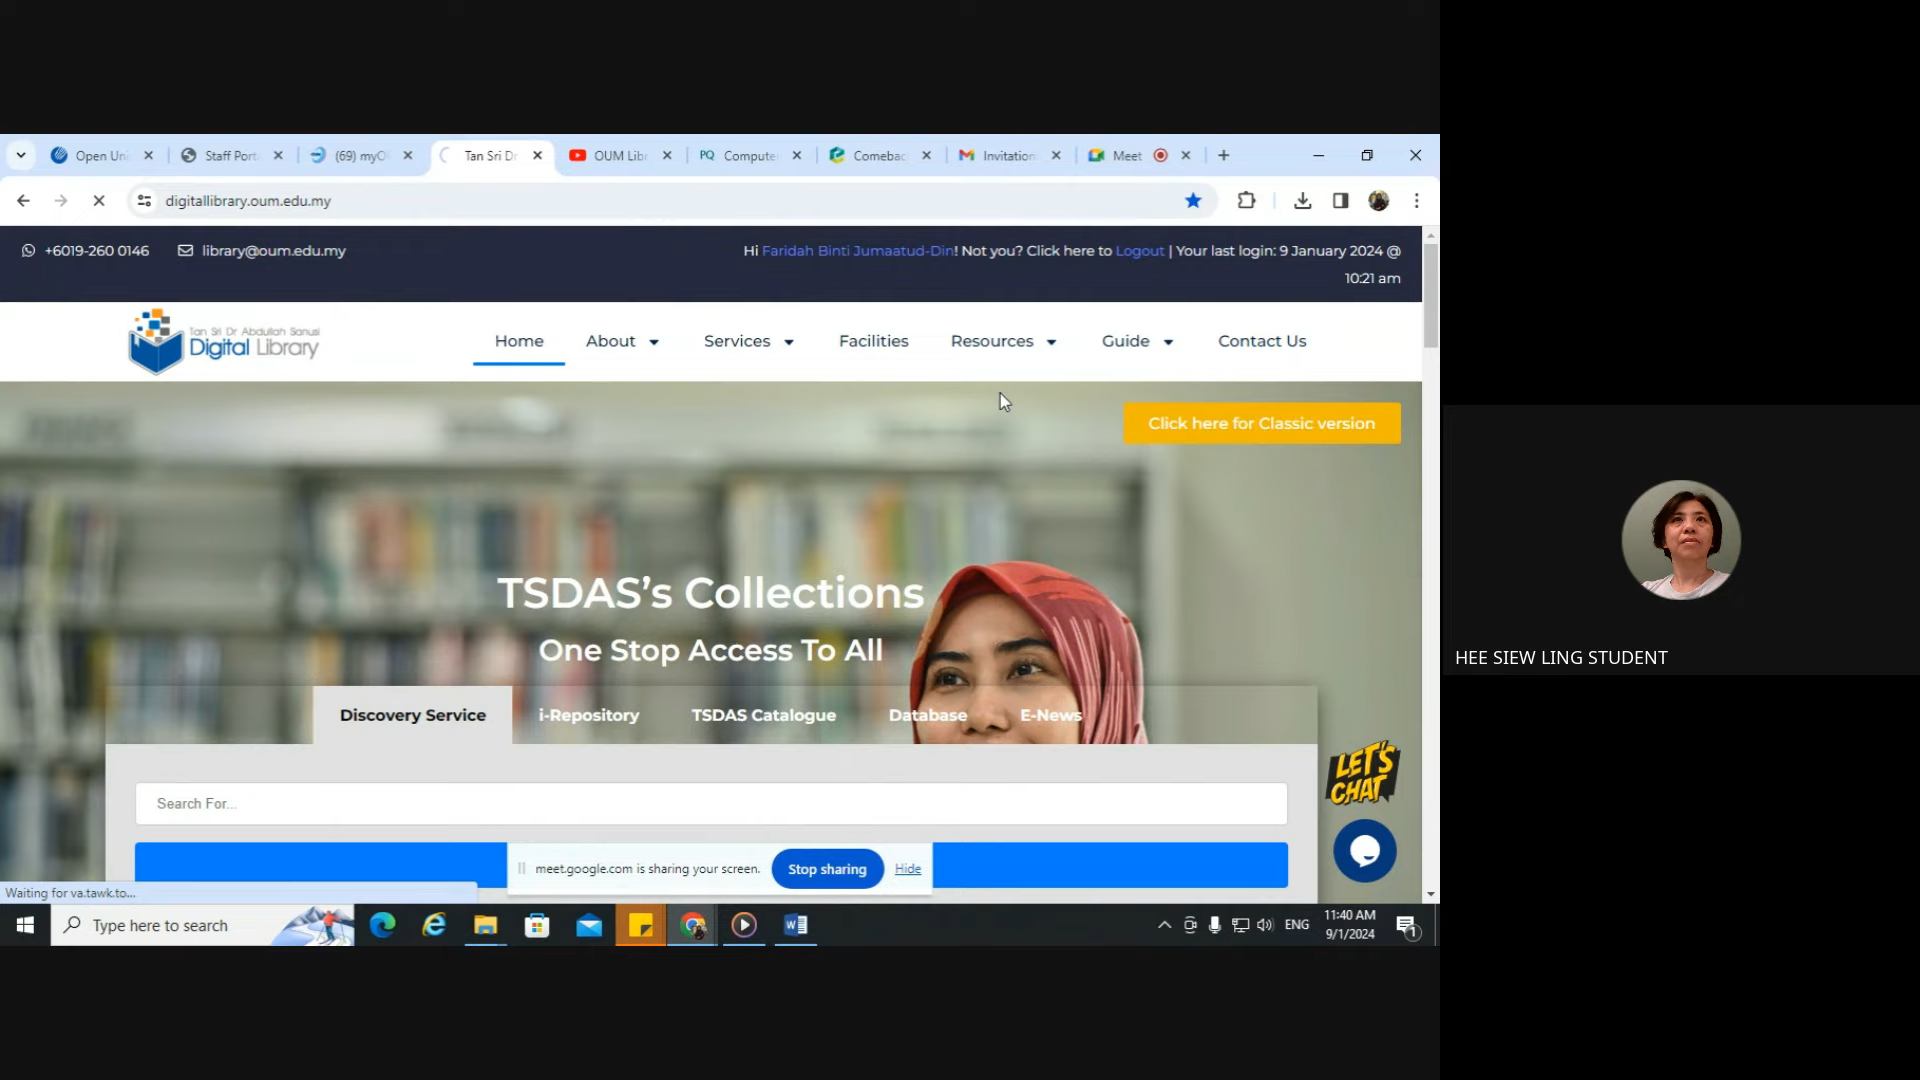 Open Uni
Staff Port
(69) myO
Tan Sri Dr
OUM Libr
PQ
Compute
Comeback
Invitation
Meet
digitallibrary.oum.edu.my
+6019-260 0146
library@oum.edu.my
Hi Faridah Binti Jumaatud-Din! Not you? Click here to Logout | Your last login: 9 January 2024 @
10:21 am
Tan Sri Dr Abdullah Sanusi
Digital Library
Home
About
Services
Facilities
Resources
Guide
Contact Us
Click here for Classic version
TSDAS's Collections
One Stop Access To All
Discovery Service
i-Repository
TSDAS Catalogue
Database
E-News
Search For...
LET'S
CHAT
meet.google.com is sharing your screen.
Stop sharing
Hide
Waiting for va.tawk.to...
Type here to search
ENG
11:40 AM
9/1/2024
1
HEE SIEW LING STUDENT